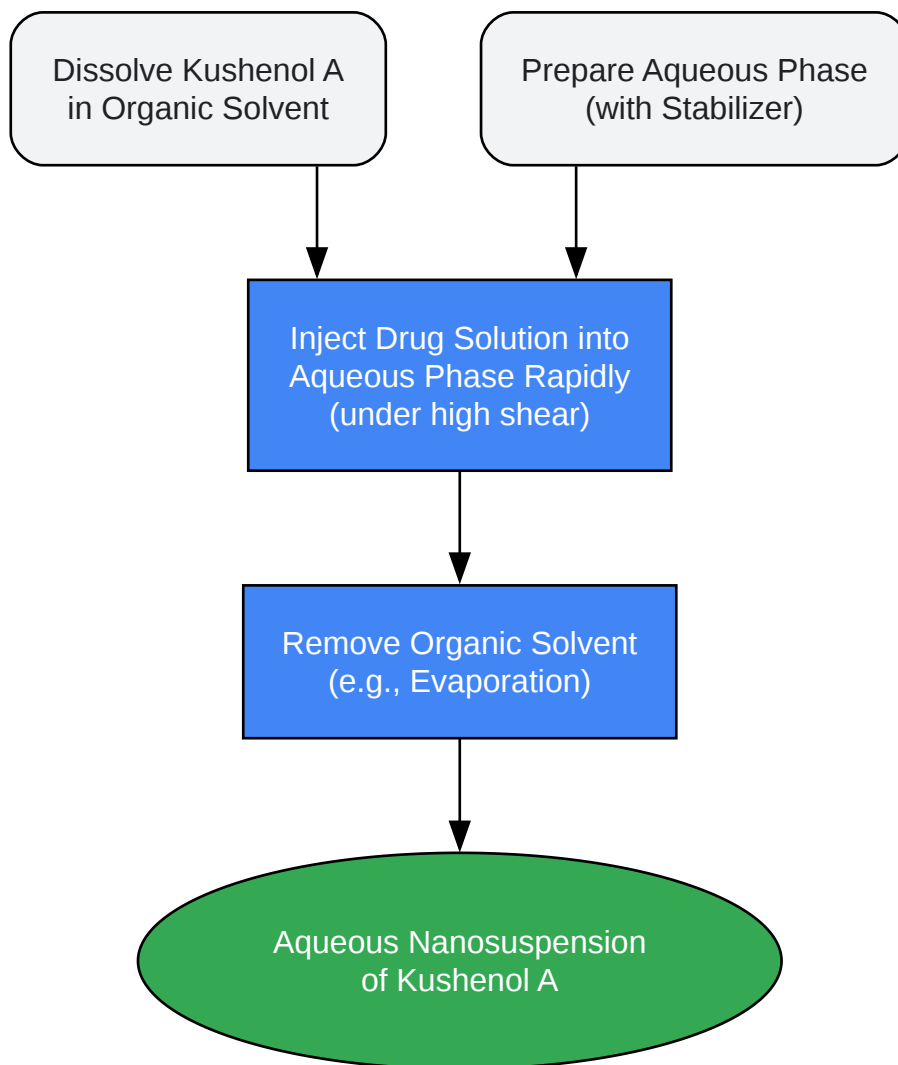 Dissolve Kushenol A
in Organic Solvent
Prepare Aqueous Phase
(with Stabilizer)
Inject Drug Solution into
Aqueous Phase Rapidly
(under high shear)
Remove Organic Solvent
(e.g., Evaporation)
Aqueous Nanosuspension
of Kushenol A